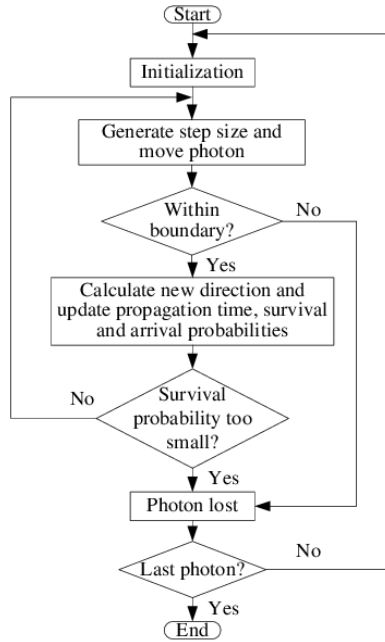 Start
Initialization
Generate step size and
move photon
Within
boundary?
No
Yes
Calculate new direction and
update propagation time, survival
and arrival probabilities
No
Survival
probability too
small?
Yes
Photon lost
Last photon?
No
Yes
End